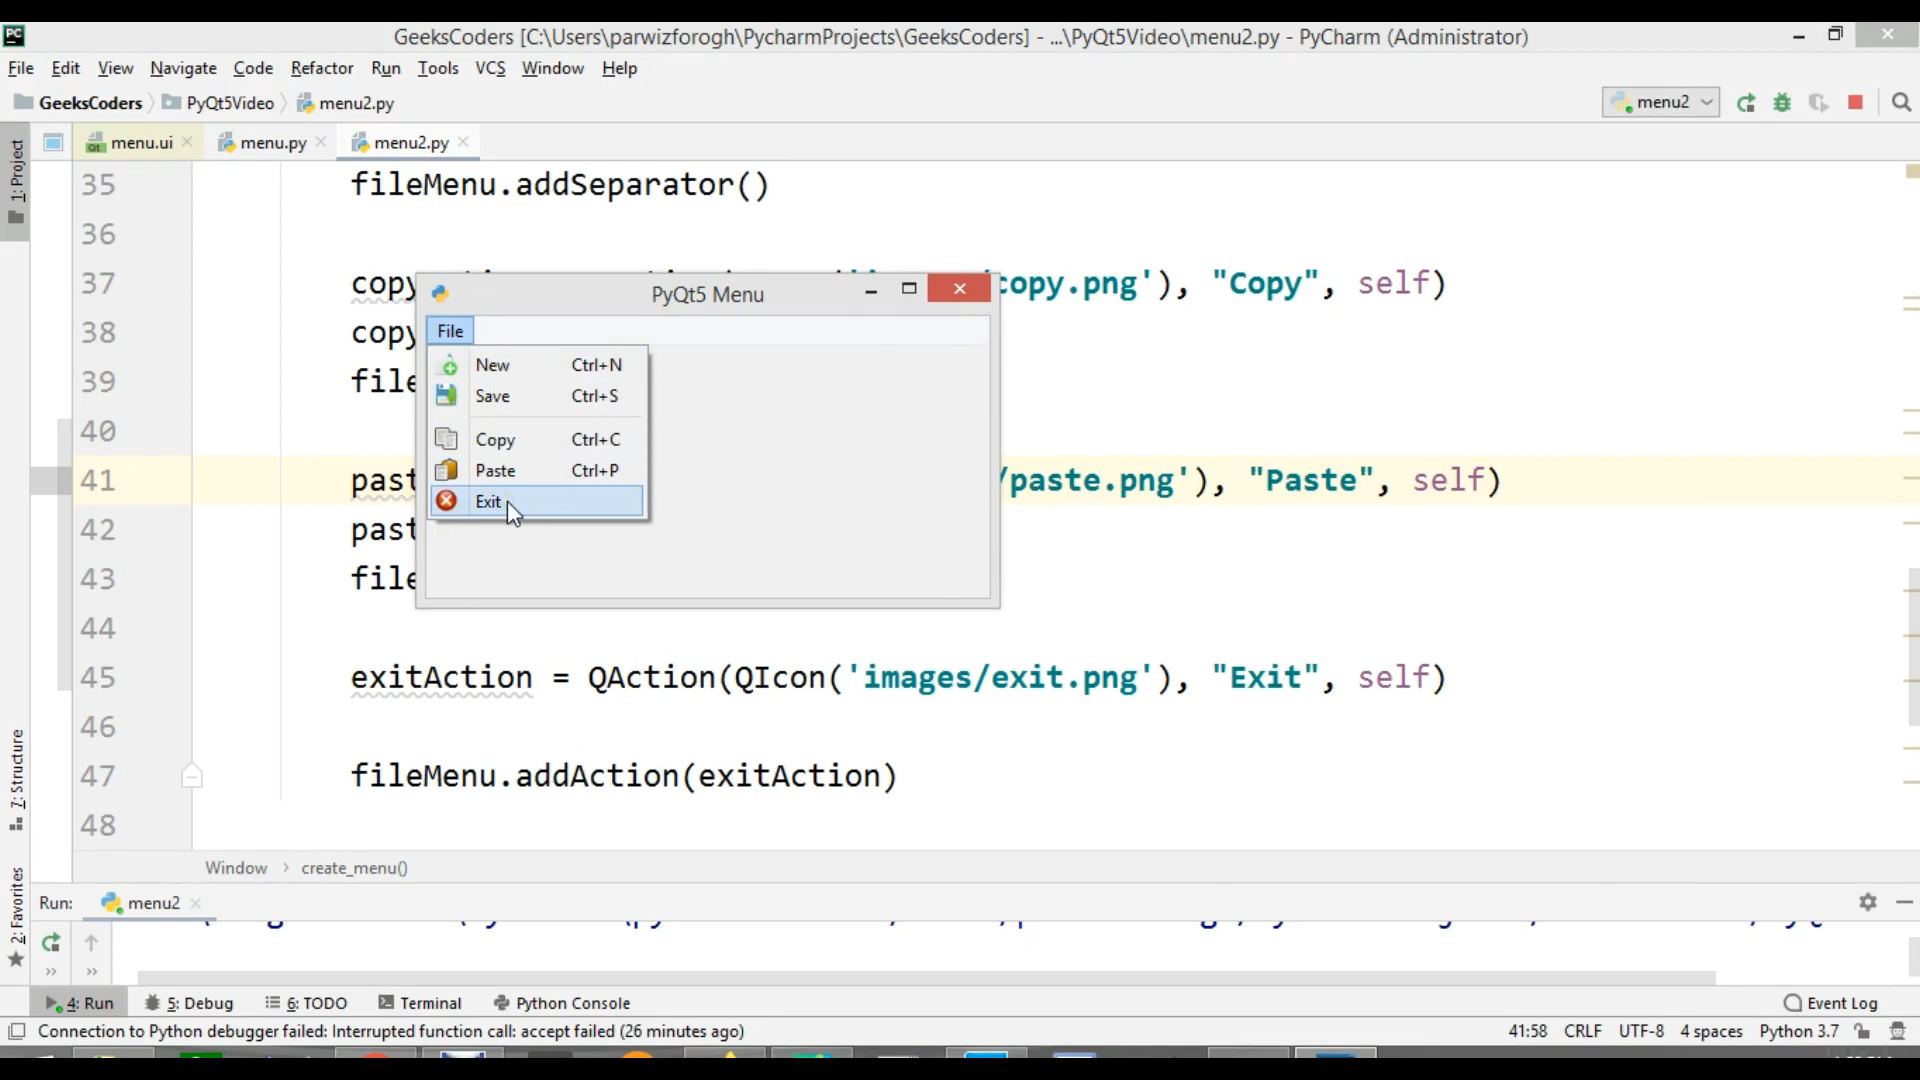 GeeksCoders [C:\Users\parwizforogh\PycharmProjects\GeeksCoders] - ...\PyQt5Video\menu2.py - PyCharm (Administrator)
File Edit View Navigate Code Refactor Run Tools VCS Window Help
GeeksCoders PyQt5Video menu2.py menu2
menu.ui menu.py menu2.py
1: Project
35 fileMenu.addSeparator()
36
37 copy copy.png'), "Copy", self)
38 copy
39 file
40
41 past /paste.png'), "Paste", self)
42 past
43 file
44
45 exitAction = QAction(QIcon('images/exit.png'), "Exit", self)
46
47 fileMenu.addAction(exitAction)
48
PyQt5 Menu
File
New Ctrl+N
Save Ctrl+S
Copy Ctrl+C
Paste Ctrl+P
Exit
7: Structure
2: Favorites
Window › create_menu()
Run: menu2
4: Run 5: Debug 6: TODO Terminal Python Console Event Log
Connection to Python debugger failed: Interrupted function call: accept failed (26 minutes ago) 41:58 CRLF UTF-8 4 spaces Python 3.7